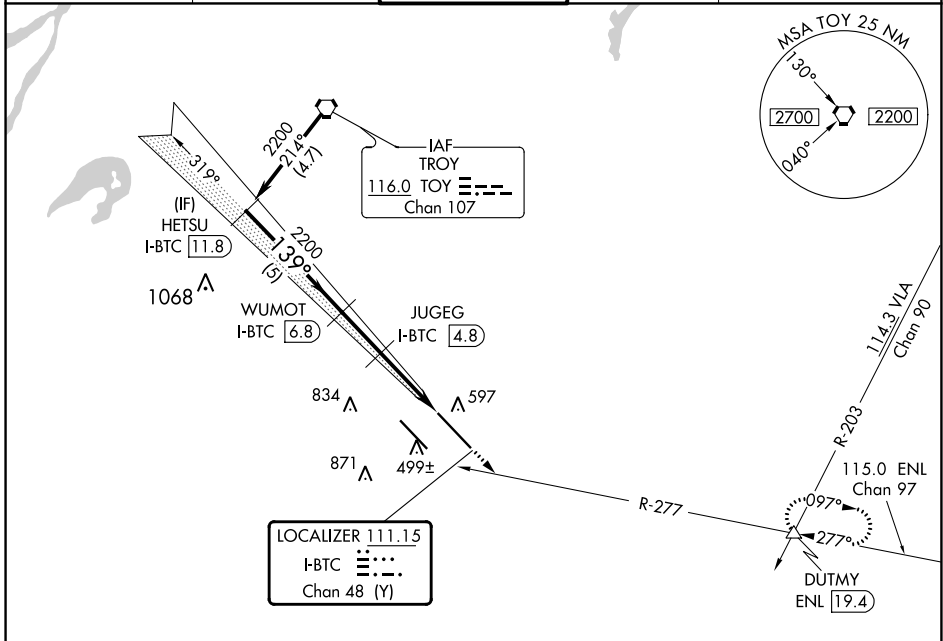 MSA TOY 25 NM
130°
2700
2200
040°
2200
214°
(4.7)
IAF
TROY
116.0 TOY
Chan 107
319°
(IF)
HETSU
I-BTC 11.8
2200
139°
(5)
1068
WUMOT
I-BTC 6.8
JUGEG
I-BTC 4.8
114.3 VLA
Chan 90
834
597
871
499±
R-203
115.0 ENL
Chan 97
R-277
097°
277°
LOCALIZER 111.15
I-BTC
Chan 48 (Y)
DUTMY
ENL 19.4